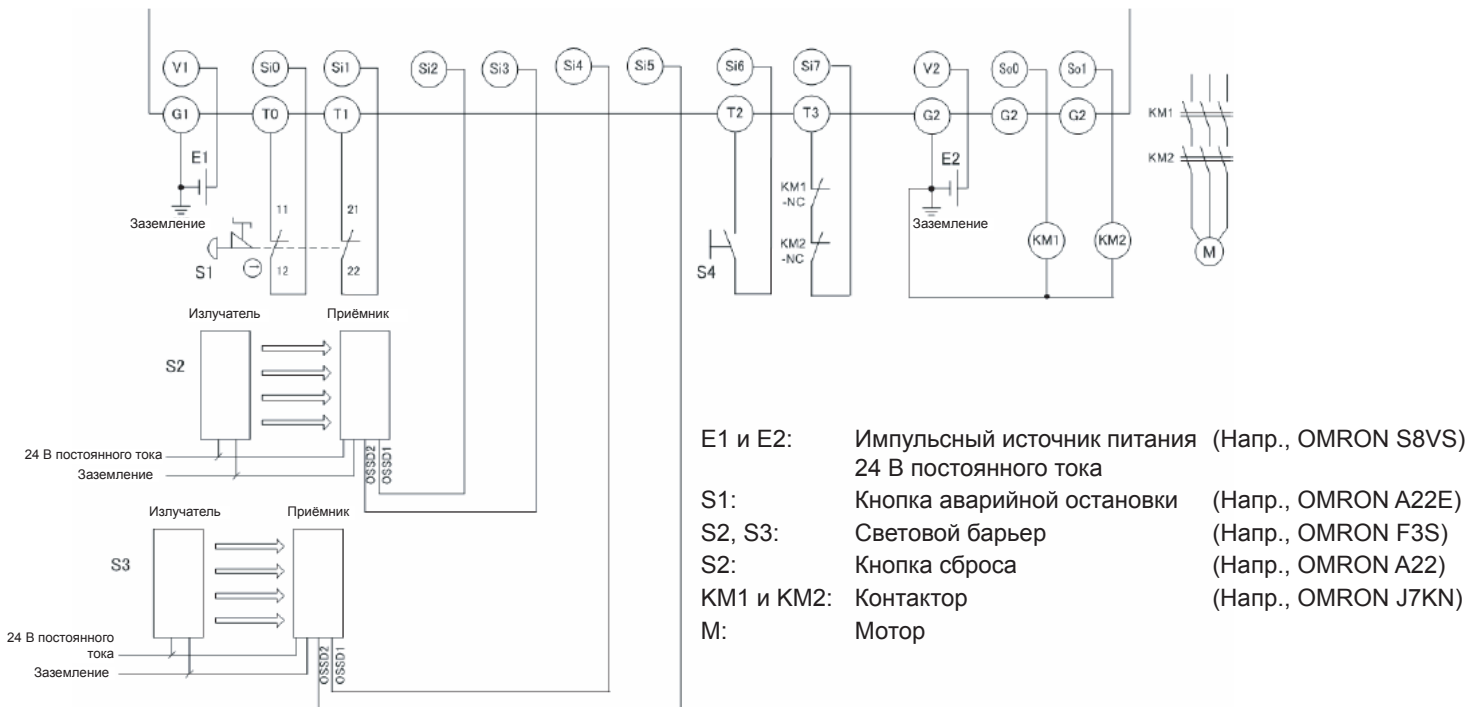 V1 Si0 Si1 Si2 Si3 Si4 Si5 Si6 Si7 V2 So0 So1
G1 T0 T1 T2 T3 G2 G2 G2
KM1
KM2
M
E1
Заземление
11 21
12 22
S1
S4
KM1
-NC
KM2
-NC
E2
Заземление
KM1 KM2
Излучатель Приёмник
S2
24 В постоянного тока
Заземление
OSSD2
OSSD1
Излучатель Приёмник
S3
24 В постоянного
тока
Заземление
OSSD2
OSSD1
E1 и E2: Импульсный источник питания (Напр., OMRON S8VS)
24 В постоянного тока
S1: Кнопка аварийной остановки (Напр., OMRON A22E)
S2, S3: Световой барьер (Напр., OMRON F3S)
S2: Кнопка сброса (Напр., OMRON A22)
KM1 и KM2: Контактор (Напр., OMRON J7KN)
M: Мотор